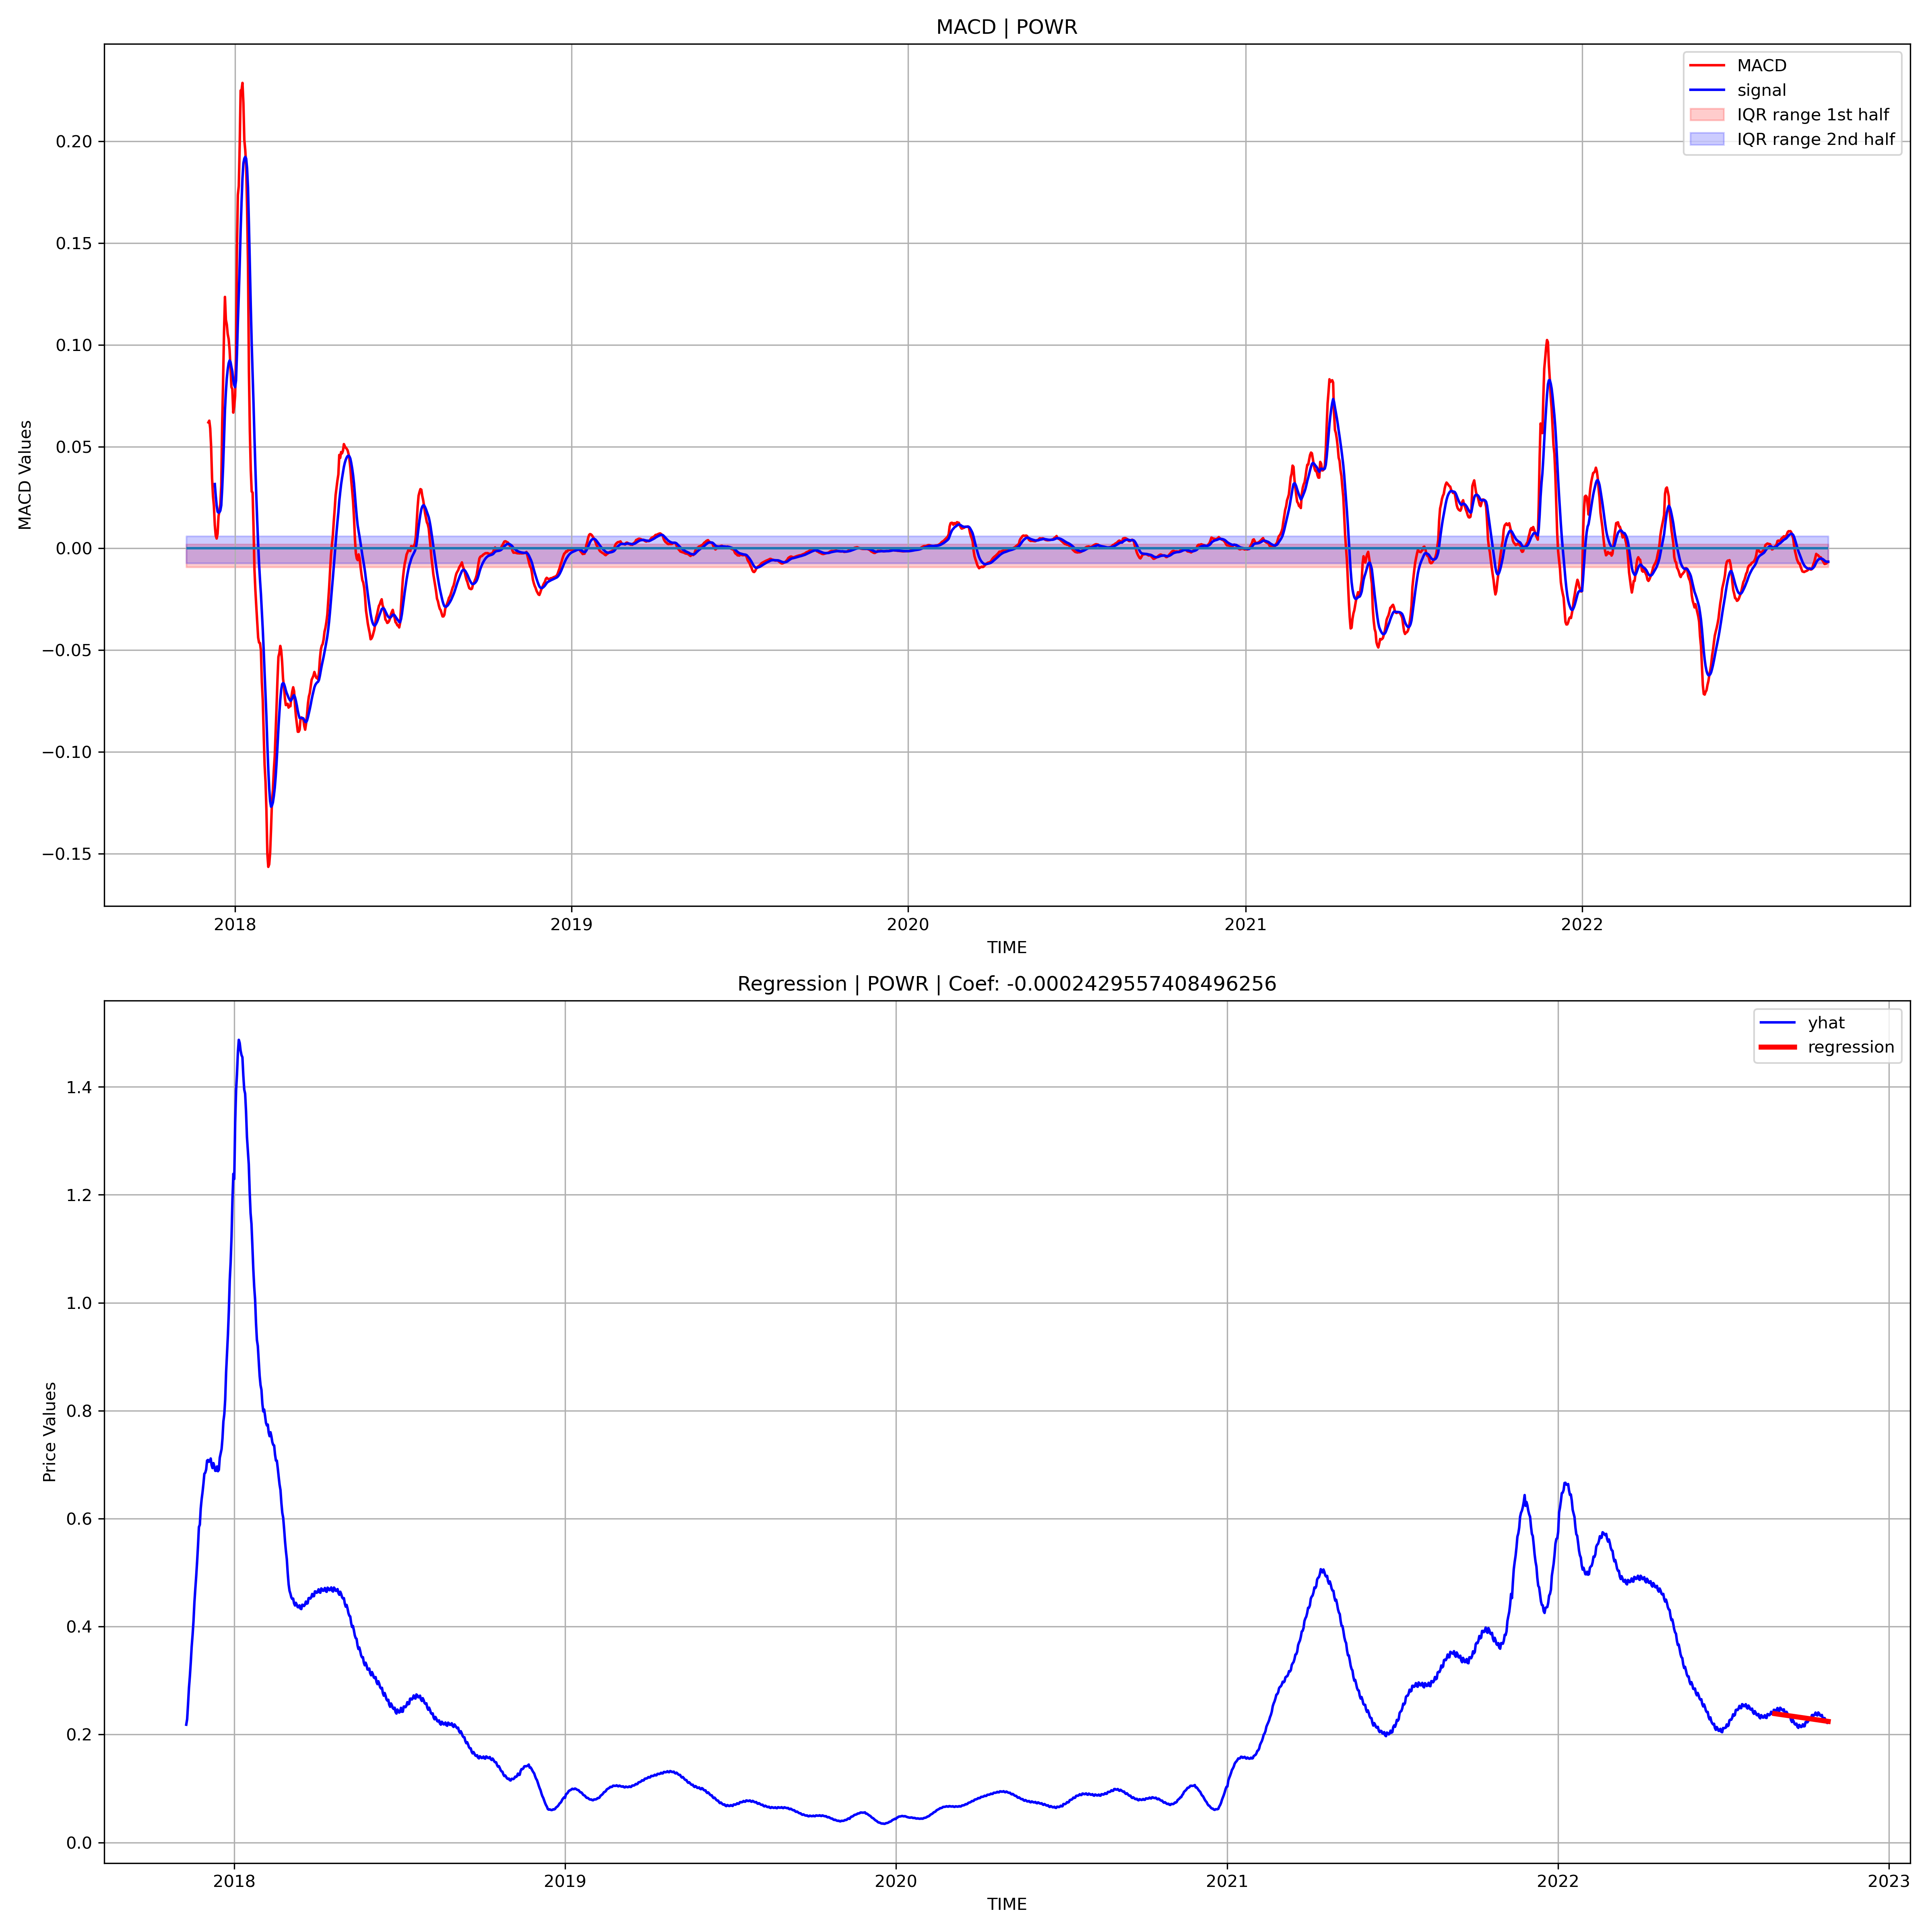 MACD | POWR
MACD
signal
IQR range 1st half
IQR range 2nd half
0.20
0.15
0.10
0.05
0.00
−0.05
−0.10
−0.15
MACD Values
2018 2019 2020 2021 2022
TIME
Regression | POWR | Coef: -0.0002429557408496256
yhat
regression
1.4
1.2
1.0
0.8
0.6
0.4
0.2
0.0
Price Values
2018 2019 2020 2021 2022 2023
TIME